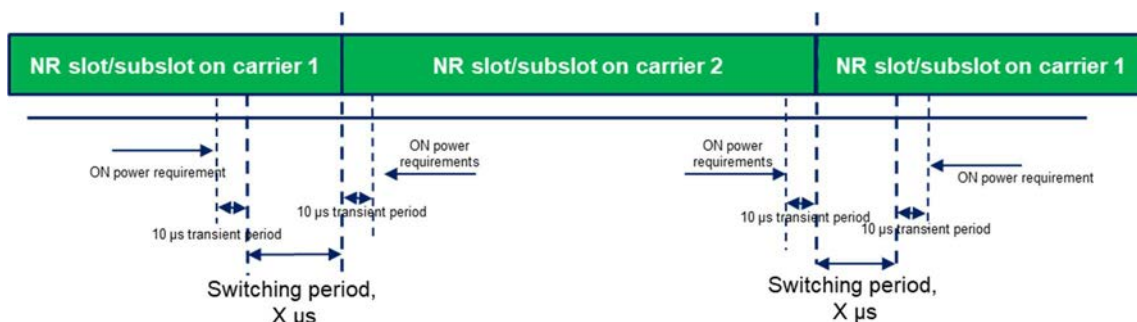 NR slot/subslot on carrier 1
NR slot/subslot on carrier 2
NR slot/subslot on carrier 1
ON power requirement
ON power
requirements
ON power
requirements
ON power requirement
10 µs transient period
10 µs transient period
10 µs transient period
10 µs transient period
Switching period,
X µs
Switching period,
X µs